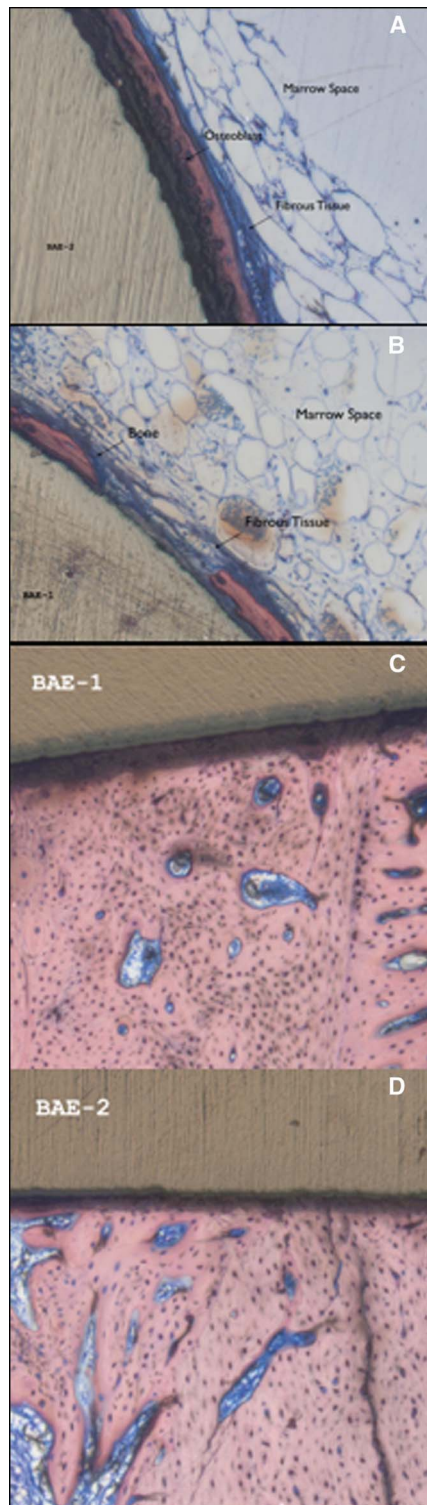 A
Marrow Space
Osteoblast
Fibrous Tissue
BAE-2
B
Marrow Space
Bone
Fibrous Tissue
BAE-1
C
BAE-1
D
BAE-2